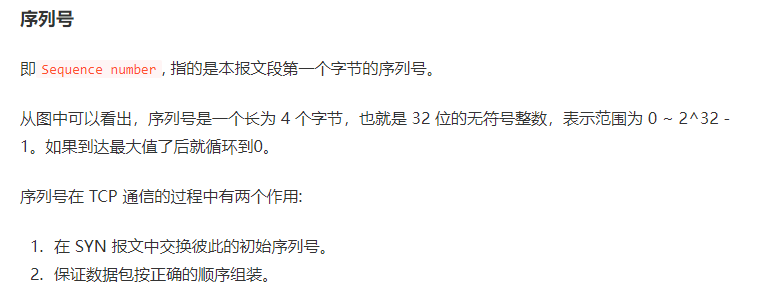 序列号
即 Sequence number , 指的是本报文段第一个字节的序列号。
从图中可以看出，序列号是一个长为 4 个字节，也就是 32 位的无符号整数，表示范围为 0 ~ 2^32 -
1。如果到达最大值了后就循环到0。
序列号在 TCP 通信的过程中有两个作用:
1. 在 SYN 报文中交换彼此的初始序列号。
2. 保证数据包按正确的顺序组装。